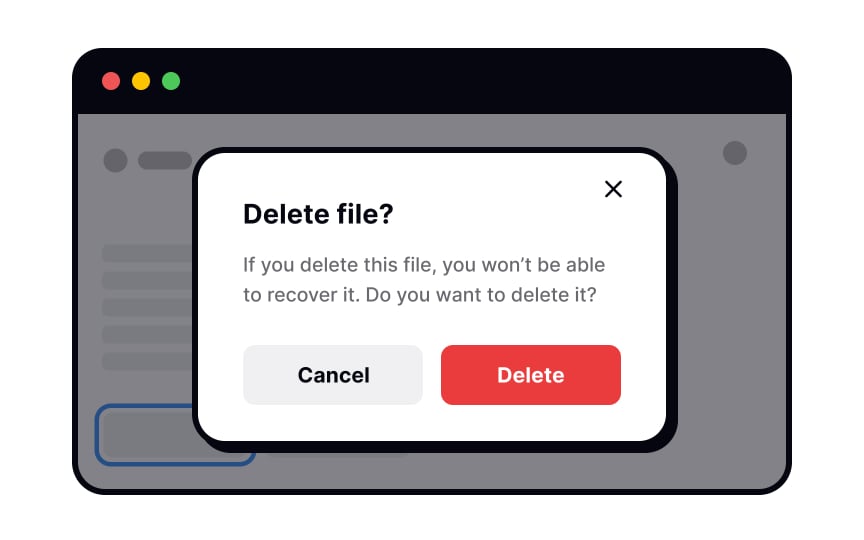 Delete file?
If you delete this file, you won’t be able
to recover it. Do you want to delete it?
Cancel
Delete